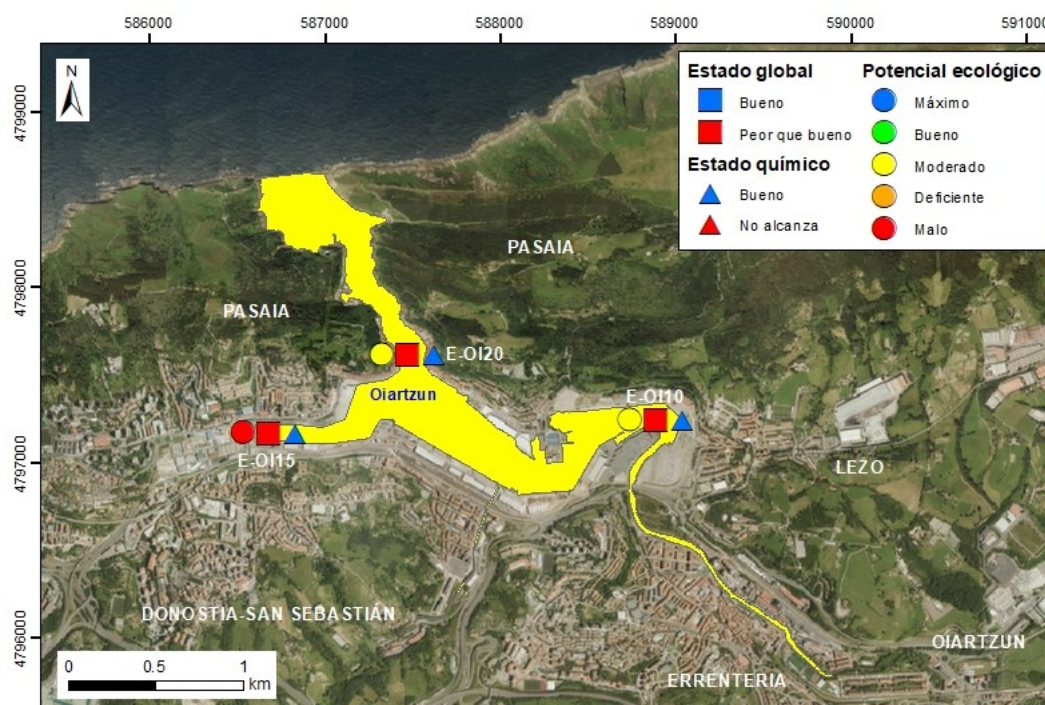 586000 587000 588000 589000 590000 591000
4799000
4798000
4797000
4796000
N
Estado global
Bueno
Peor que bueno
Estado químico
Bueno
No alcanza
Potencial ecológico
Máximo
Bueno
Moderado
Deficiente
Malo
PASAIA
PASAIA
E-OI20
Oiartzun
E-OI10
E-OI15
LEZO
DONOSTIA-SAN SEBASTIÁN
OIARTZUN
ERRENTERIA
0 0.5 1
km